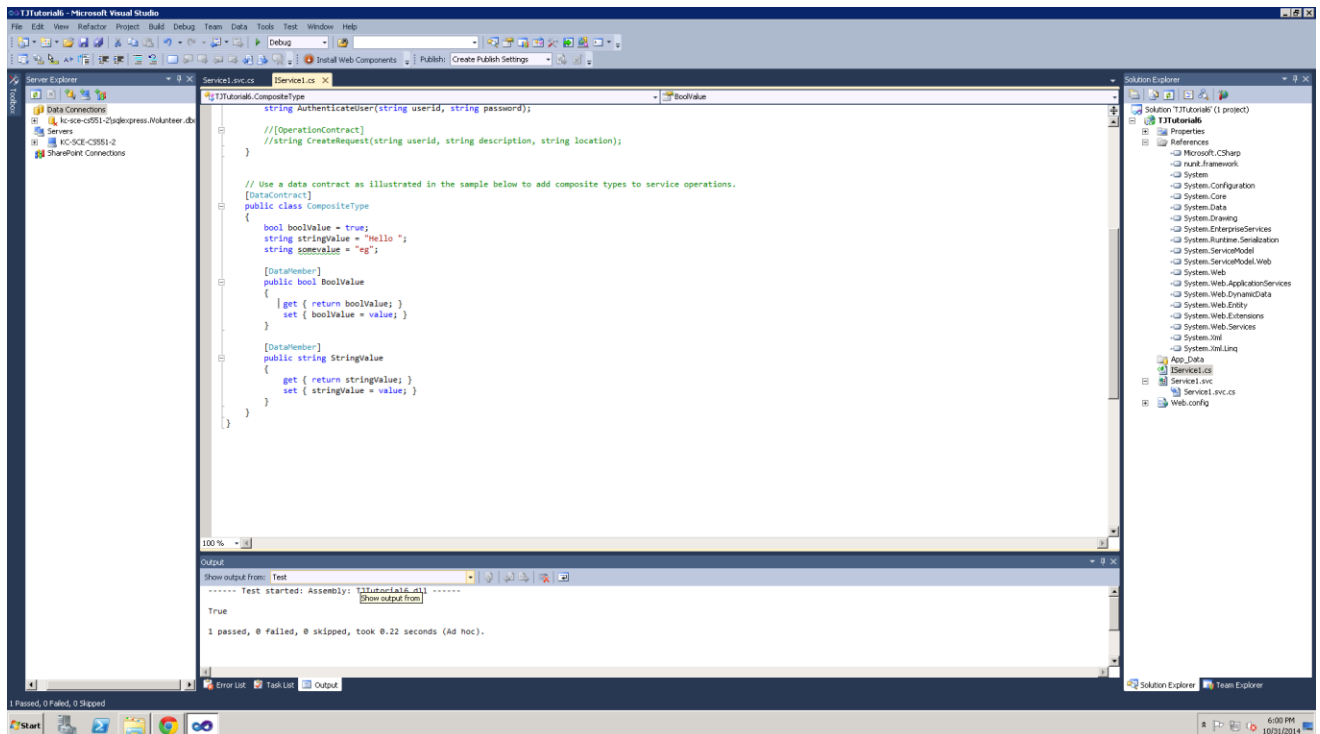 TJTutorial6 - Microsoft Visual Studio
File Edit View Refactor Project Build Debug Team Data Tools Test Window Help
Debug
Install Web Components Publish: Create Publish Settings
Toolbox
Server Explorer
Data Connections
kc-sce-cs551-2\sqlexpress.iVolunteer.dbo
Servers
KC-SCE-CS551-2
SharePoint Connections
Service1.svc.cs IService1.cs X
TJTutorial6.CompositeType BoolValue
string AuthenticateUser(string userid, string password);
//[OperationContract]
//string CreateRequest(string userid, string description, string location);
}
// Use a data contract as illustrated in the sample below to add composite types to service operations.
[DataContract]
public class CompositeType
{
bool boolValue = true;
string stringValue = "Hello ";
string somevalue = "eg";
[DataMember]
public bool BoolValue
{
get { return boolValue; }
set { boolValue = value; }
}
[DataMember]
public string StringValue
{
get { return stringValue; }
set { stringValue = value; }
}
}
}
100 %
Output
Show output from: Test
------ Test started: Assembly: TJTutorial6.dll ------
Show output from
True
1 passed, 0 failed, 0 skipped, took 0.22 seconds (Ad hoc).
Error List Task List Output
Solution Explorer
Solution 'TJTutorial6' (1 project)
TJTutorial6
Properties
References
Microsoft.CSharp
nunit.framework
System
System.Configuration
System.Core
System.Data
System.Drawing
System.EnterpriseServices
System.Runtime.Serialization
System.ServiceModel
System.ServiceModel.Web
System.Web
System.Web.ApplicationServices
System.Web.DynamicData
System.Web.Entity
System.Web.Extensions
System.Web.Services
System.Xml
System.Xml.Linq
App_Data
IService1.cs
Service1.svc
Service1.svc.cs
Web.config
Solution Explorer Team Explorer
1 Passed, 0 Failed, 0 Skipped
Start
6:00 PM
10/31/2014